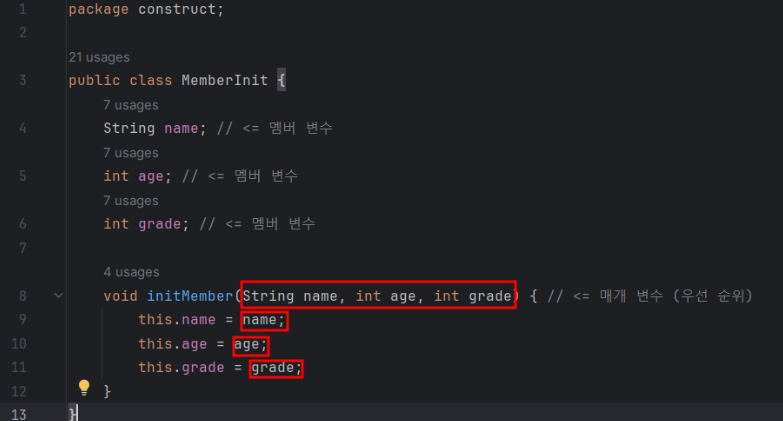 1 package construct;
2
21 usages
3 public class MemberInit {
7 usages
4 String name; // <= 멤버 변수
7 usages
5 int age; // <= 멤버 변수
7 usages
6 int grade; // <= 멤버 변수
7
4 usages
8 void initMember(String name, int age, int grade) { // <= 매개 변수 (우선 순위)
9 this.name = name;
10 this.age = age;
11 this.grade = grade;
12 }
13 }